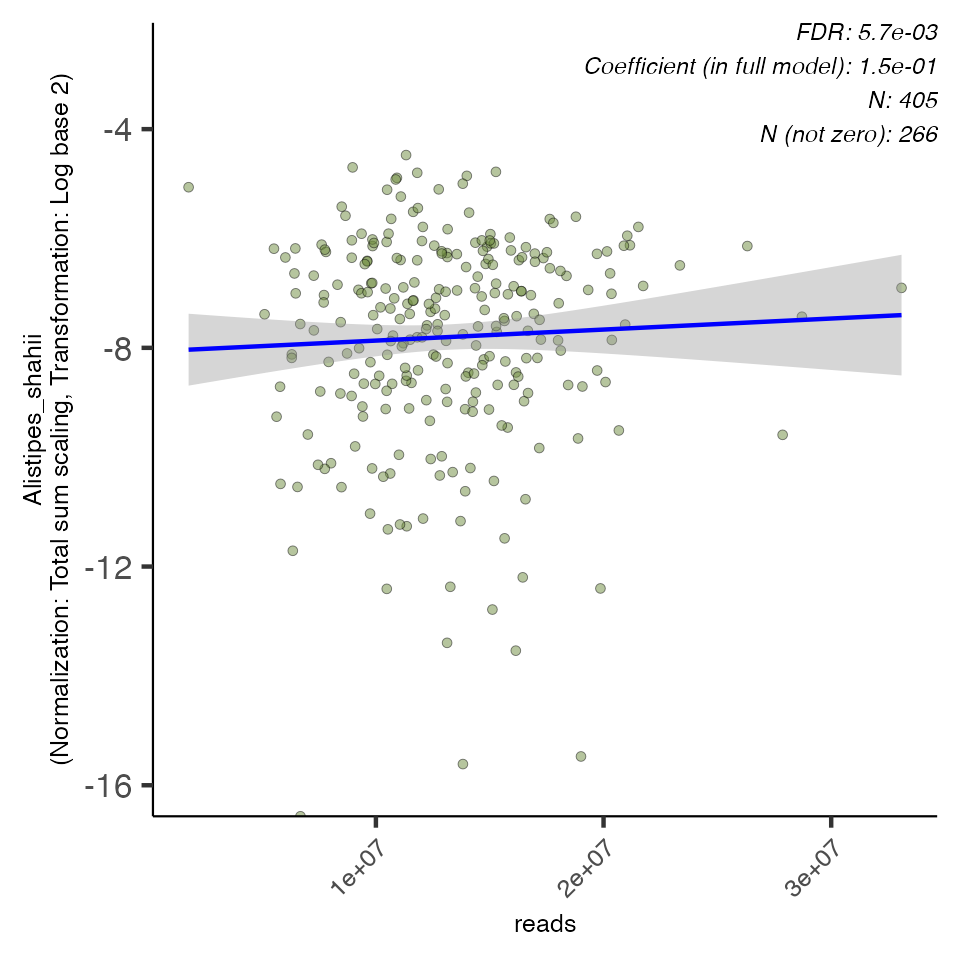 FDR: 5.7e-03
Coefficient (in full model): 1.5e-01
N: 405
N (not zero): 266
Alistipes_shahii
(Normalization: Total sum scaling, Transformation: Log base 2)
-4
-8
-12
-16
1e+07
2e+07
3e+07
reads